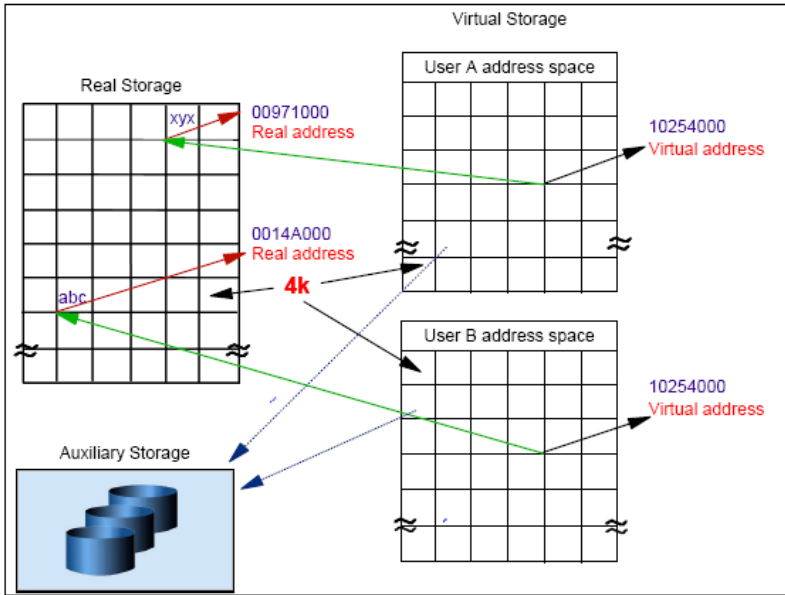 Virtual Storage
Real Storage
User A address space
xyx
00971000
Real address
10254000
Virtual address
0014A000
Real address
abc
4k
User B address space
10254000
Virtual address
Auxiliary Storage